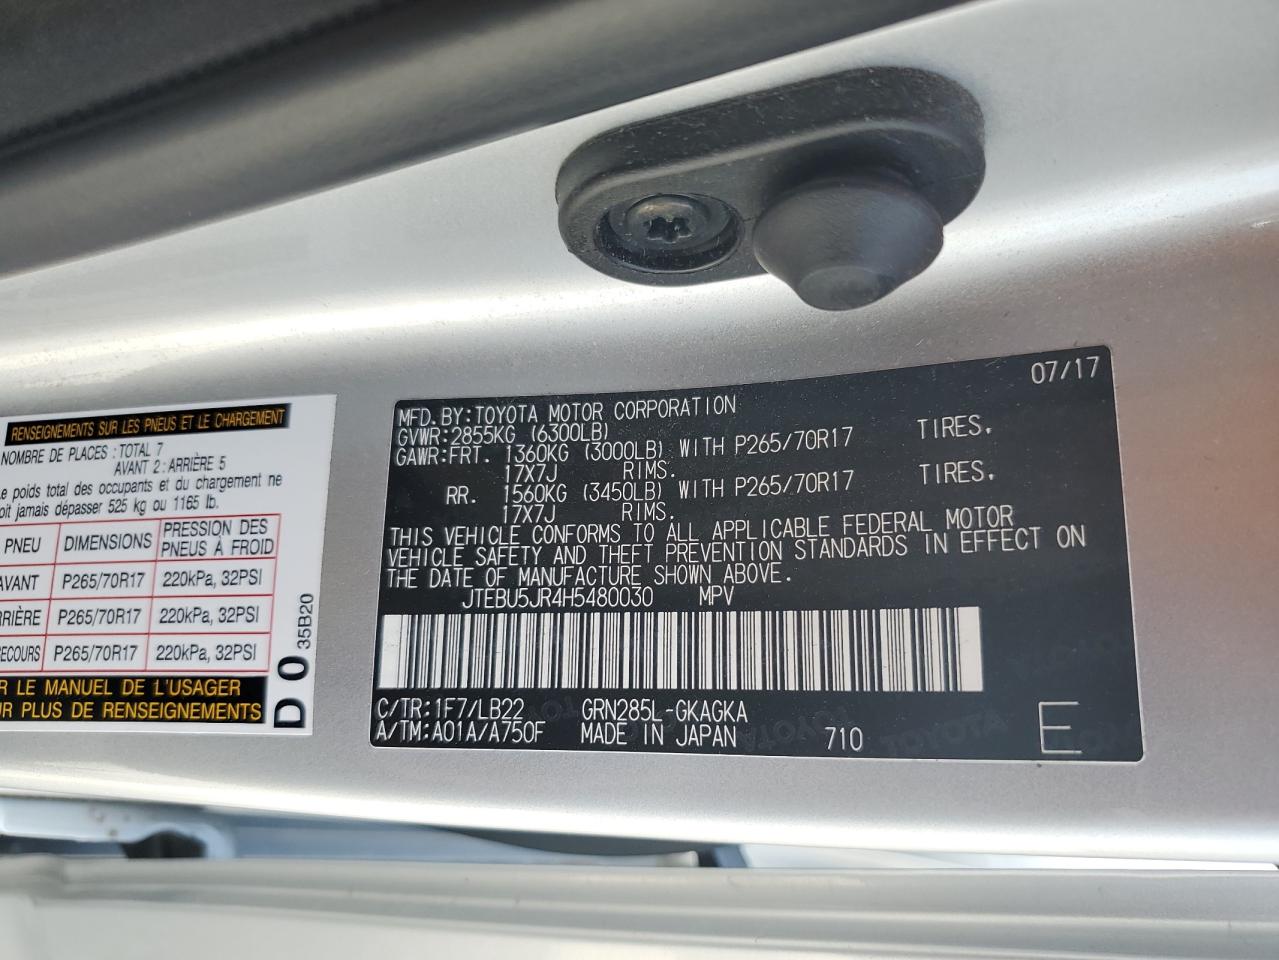 RENSEIGNEMENTS SUR LES PNEUS ET LE CHARGEMENT
NOMBRE DE PLACES : TOTAL 7
AVANT 2 : ARRIÈRE 5
e poids total des occupants et du chargement ne
oit jamais dépasser 525 kg ou 1165 lb.
PNEU DIMENSIONS PRESSION DES PNEUS À FROID
AVANT P265/70R17 220kPa, 32PSI
RRIÈRE P265/70R17 220kPa, 32PSI
ECOURS P265/70R17 220kPa, 32PSI
R LE MANUEL DE L'USAGER
UR PLUS DE RENSEIGNEMENTS
D 0 35B20
07/17
MFD.BY:TOYOTA MOTOR CORPORATION
GVWR:2855KG (6300LB)
GAWR:FRT. 1360KG (3000LB) WITH P265/70R17 TIRES.
17X7J RIMS.
RR. 1560KG (3450LB) WITH P265/70R17 TIRES.
17X7J RIMS.
THIS VEHICLE CONFORMS TO ALL APPLICABLE FEDERAL MOTOR
VEHICLE SAFETY AND THEFT PREVENTION STANDARDS IN EFFECT ON
THE DATE OF MANUFACTURE SHOWN ABOVE.
JTEBU5JR4H5480030 MPV
C/TR:1F7/LB22 GRN285L-GKAGKA
A/TM:A01A/A750F MADE IN JAPAN 710 E